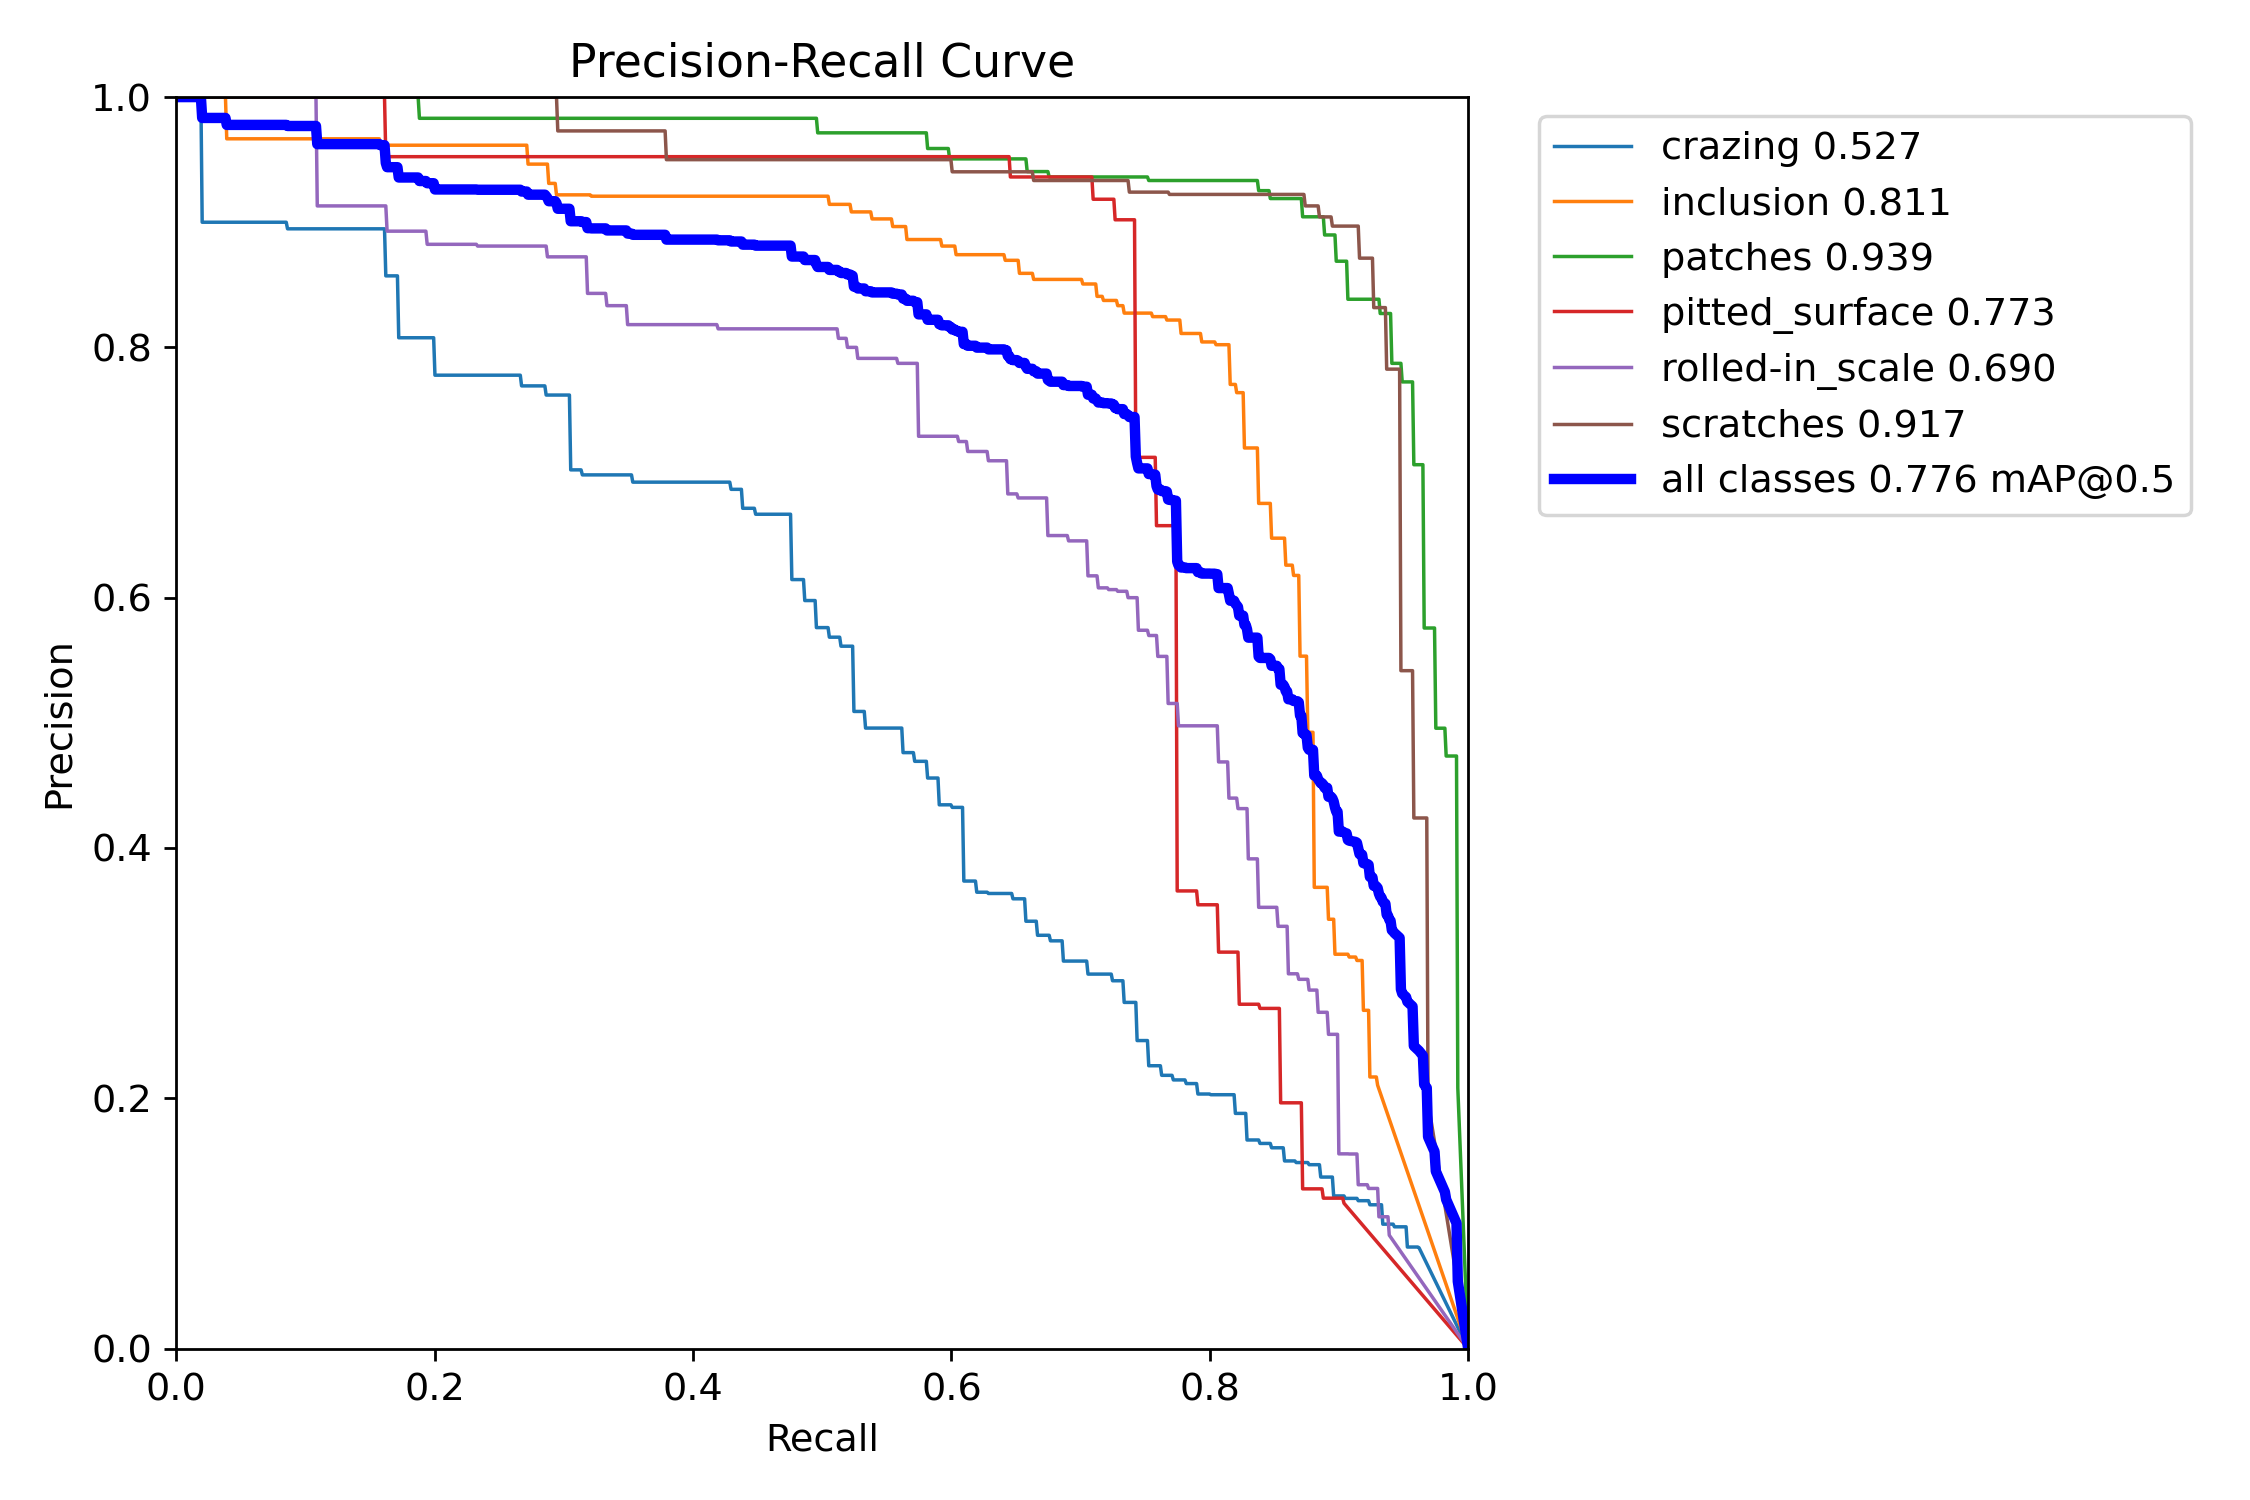 Precision-Recall Curve
1.0
0.8
0.6
0.4
0.2
0.0
Precision
0.0 0.2 0.4 0.6 0.8 1.0
Recall
crazing 0.527
inclusion 0.811
patches 0.939
pitted_surface 0.773
rolled-in_scale 0.690
scratches 0.917
all classes 0.776 mAP@0.5